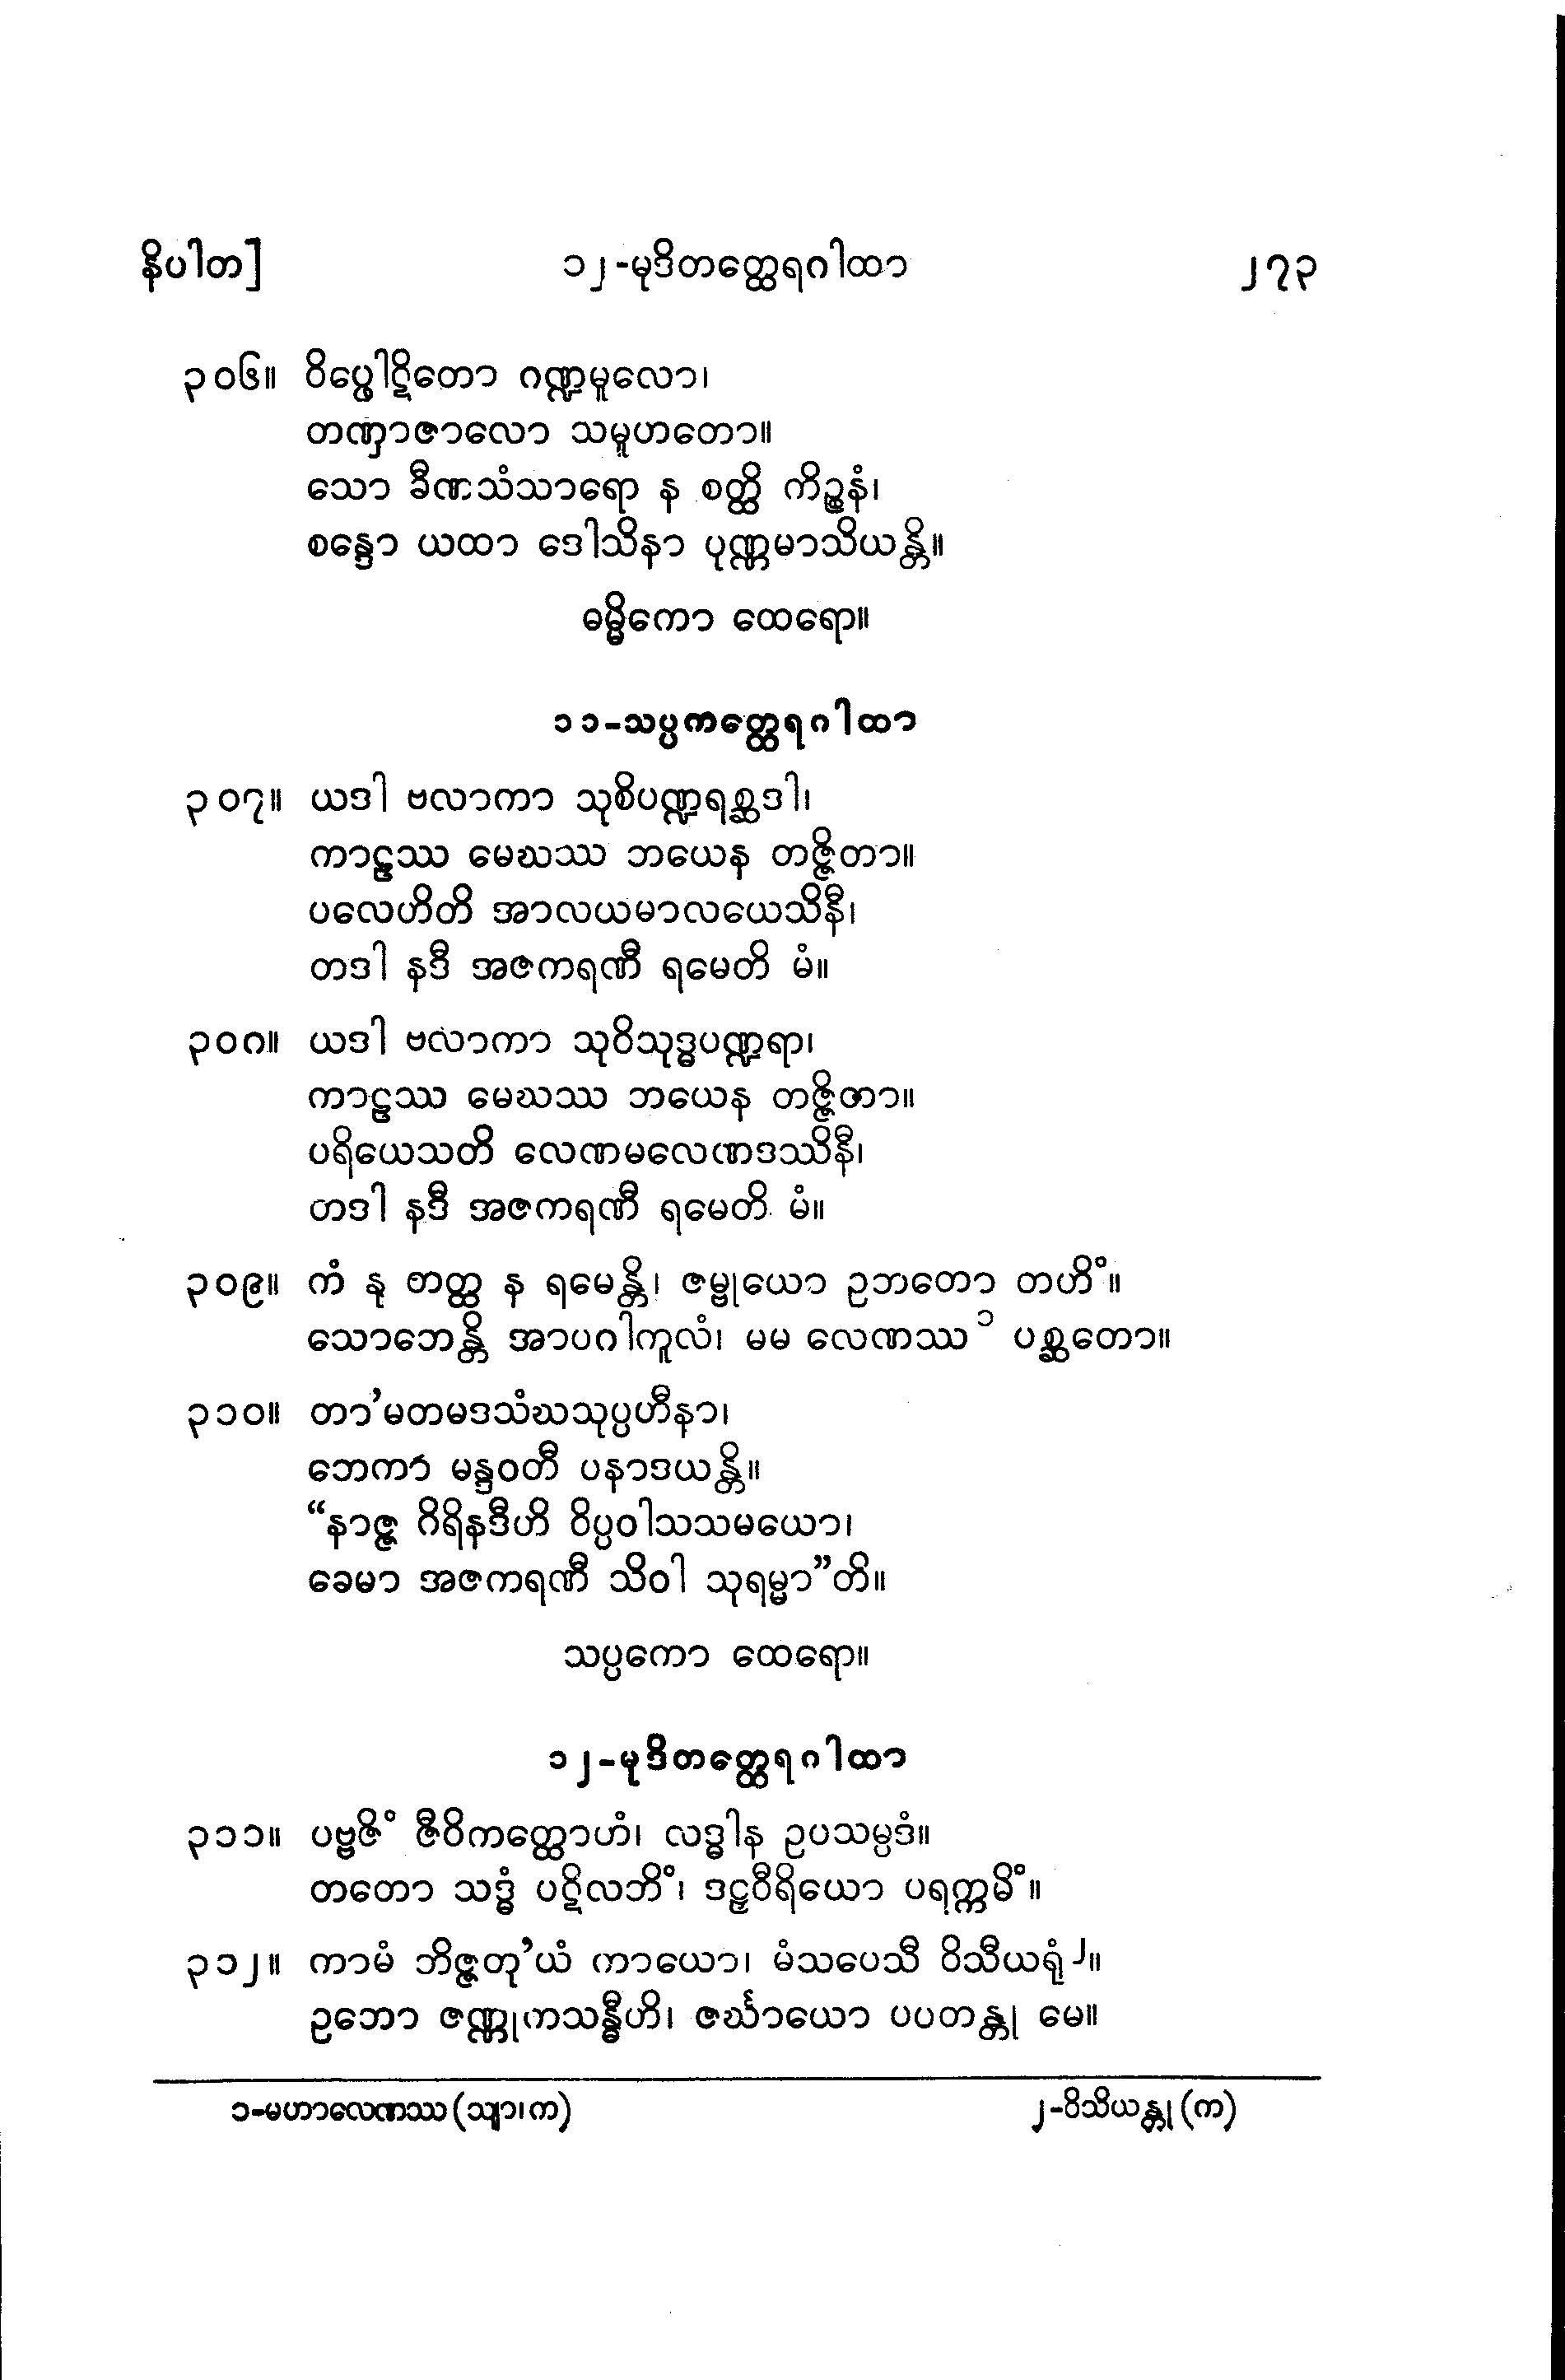 နိပါတ]
၁၂-မုဒိတတ္ထေရဂါထာ
၂၇၃
၃၀၆။ ဝိပ္ဖောဋိတော ဂဏ္ဍမူလော၊
တဏှာဇာလော သမူဟတော။
သော ခီဏသံသာရော န စတ္ထိ ကိဉ္စနံ၊
စန္ဒော ယထာ ဒေါသိနာ ပုဏ္ဏမာသိယန္တိ။
ဓမ္မိကော ထေရော။
၁၁-သပ္ပကတ္ထေရဂါထာ
၃၀၇။ ယဒါ ဗလာကာ သုစိပဏ္ဍရစ္ဆဒါ၊
ကာဠဿ မေဃဿ ဘယေန တဇ္ဇိတာ။
ပလေဟိတိ အာလယမာလယေသိနီ၊
တဒါ နဒီ အဇကရဏီ ရမေတိ မံ။
၃၀၈။ ယဒါ ဗလာကာ သုဝိသုဒ္ဓပဏ္ဍရာ၊
ကာဠဿ မေဃဿ ဘယေန တဇ္ဇိတာ။
ပရိယေသတိ လေဏမလေဏဒဿိနီ၊
တဒါ နဒီ အဇကရဏီ ရမေတိ မံ။
၃၀၉။ ကံ နု တတ္ထ န ရမေန္တိ၊ ဇမ္ဗုယော ဥဘတော တဟိံ။
သောဘေန္တိ အာပဂါကူလံ၊ မမ လေဏဿ ၁ ပစ္ဆတော။
၃၁၀။ တာ’မတမဒသံဃသုပ္ပဟီနာ၊
ဘေကာ မန္ဒဝတီ ပနာဒယန္တိ။
“နာဇ္ဇ ဂိရိနဒီဟိ ဝိပ္ပဝါသသမယော၊
ခေမာ အဇကရဏီ သိဝါ သုရမ္မာ”တိ။
သပ္ပကော ထေရော။
၁၂-မုဒိတတ္ထေရဂါထာ
၃၁၁။ ပဗ္ဗဇိံ ဇီဝိကတ္ထောဟံ၊ လဒ္ဓါန ဥပသမ္ပဒံ။
တတော သဒ္ဓံ ပဋိလဘိံ၊ ဒဠှဝီရိယော ပရက္ကမိံ။
၃၁၂။ ကာမံ ဘိဇ္ဇတု’ယံ ကာယော၊ မံသပေသီ ဝိသီယရုံ၂။
ဥဘော ဇဏ္ဏုကသန္ဓီဟိ၊ ဇင်္ဃာယော ပပတန္တု မေ။
၁-မဟာလေဏဿ (သျာ၊က)
၂-ဝိသိယန္တု (က)